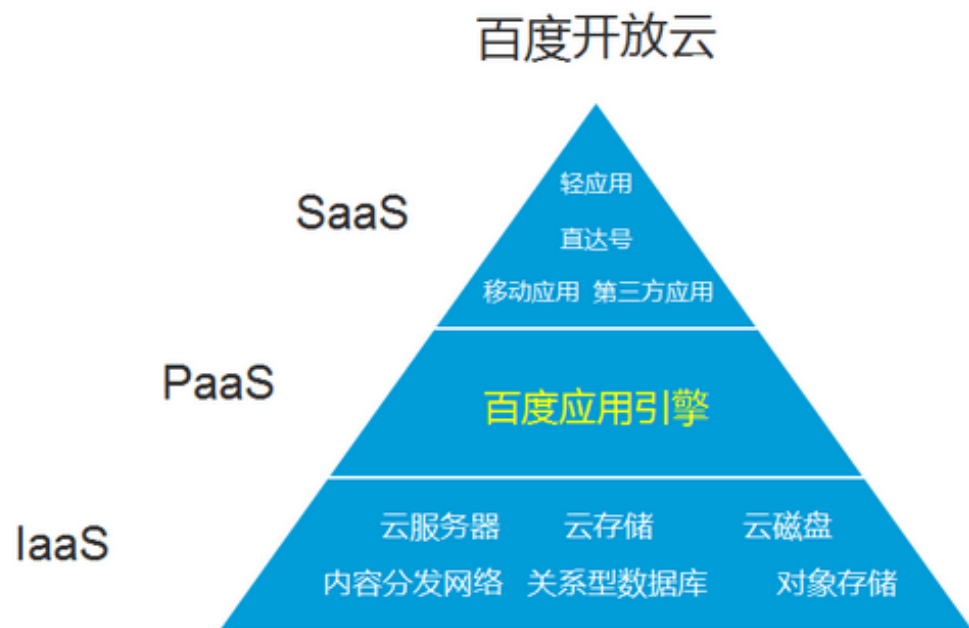 百度开放云
轻应用
SaaS
直达号
移动应用 第三方应用
PaaS
百度应用引擎
云服务器 云存储 云磁盘
IaaS
内容分发网络 关系型数据库 对象存储